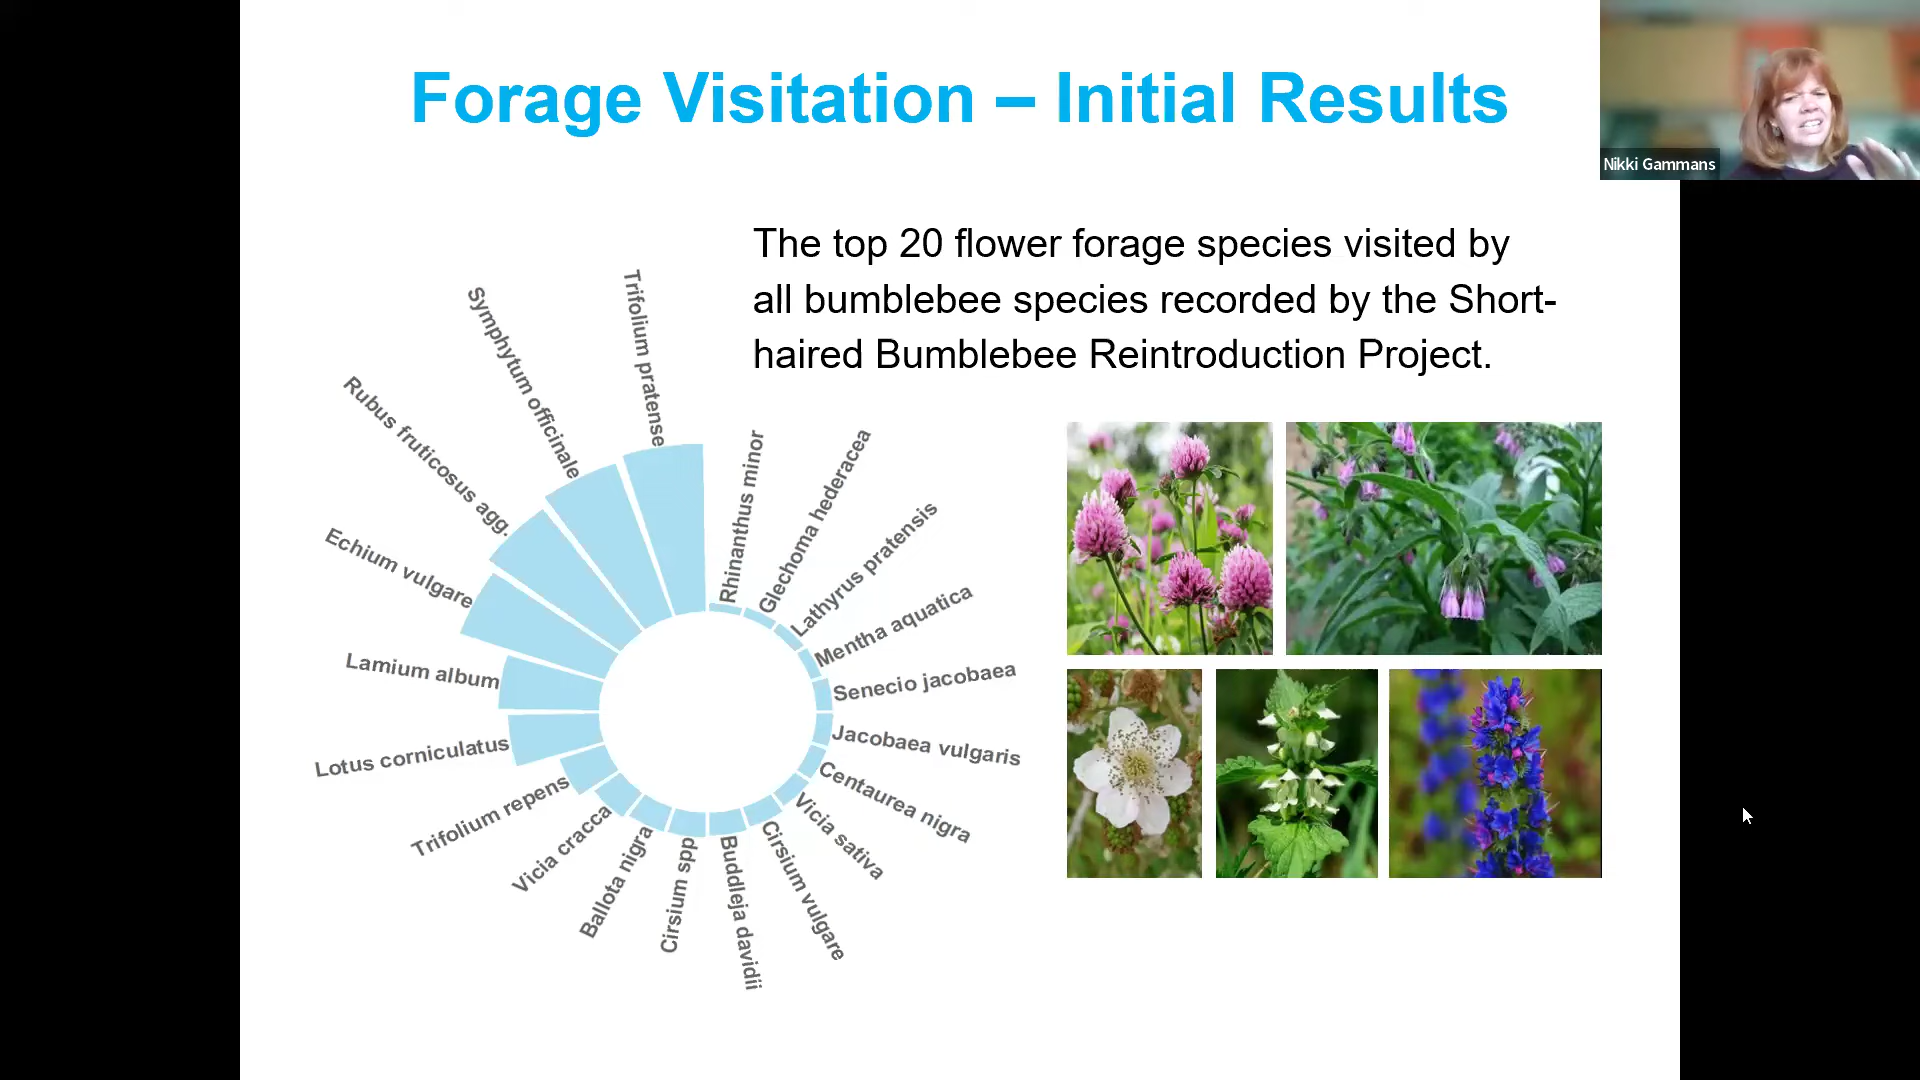 Forage Visitation – Initial Results
Nikki Gammans
The top 20 flower forage species visited by
all bumblebee species recorded by the Short-
haired Bumblebee Reintroduction Project.
Trifolium pratense
Symphytum officinale
Rubus fruticosus agg.
Echium vulgare
Lamium album
Lotus corniculatus
Trifolium repens
Vicia cracca
Ballota nigra
Cirsium spp
Buddleja davidii
Cirsium vulgare
Vicia sativa
Centaurea nigra
Jacobaea vulgaris
Senecio jacobaea
Mentha aquatica
Lathyrus pratensis
Glechoma hederacea
Rhinanthus minor